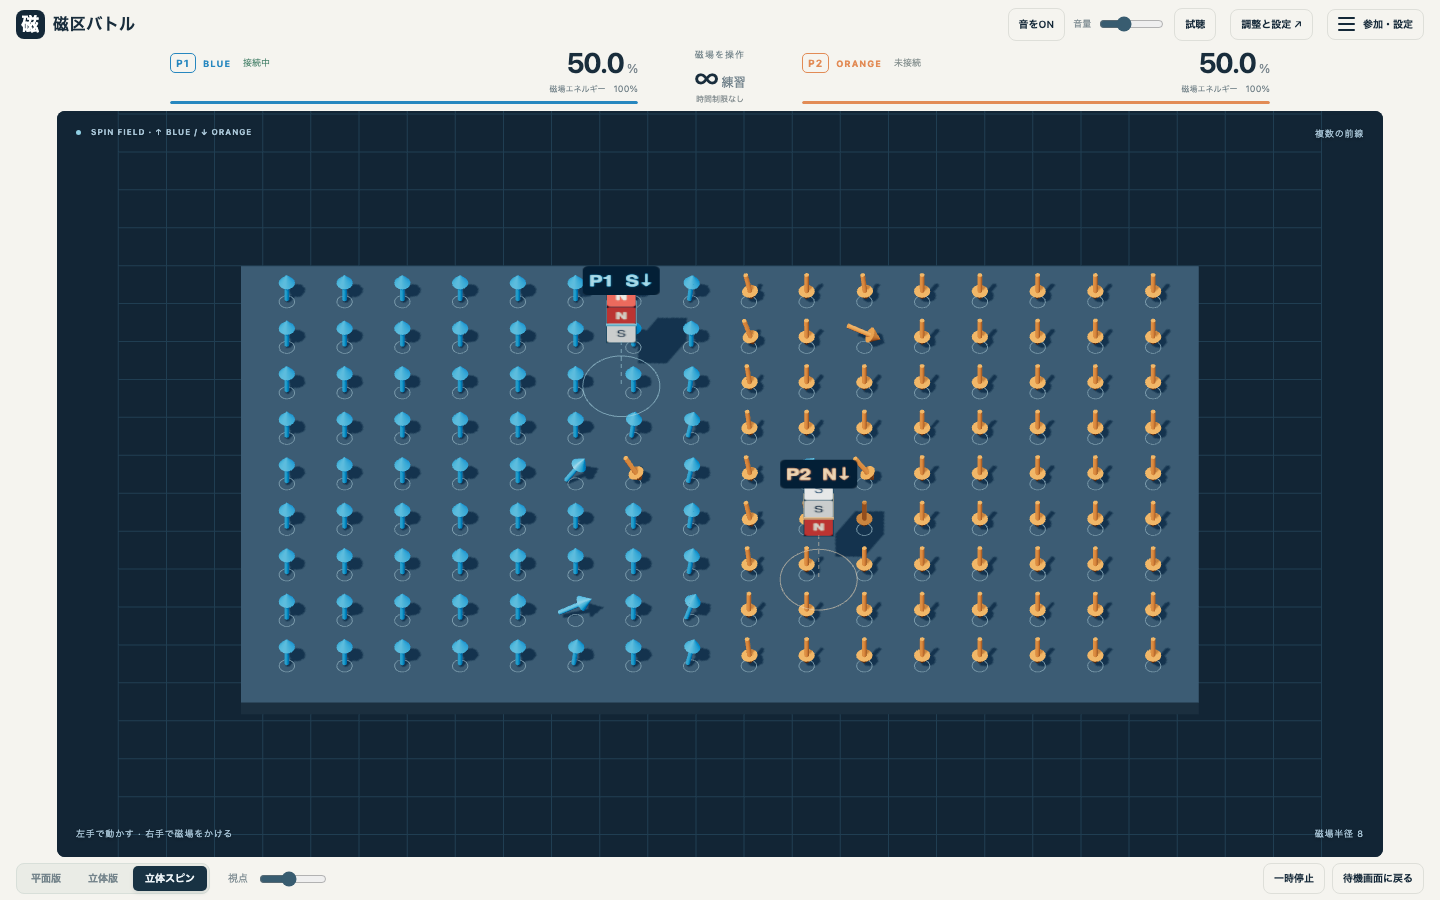 磁 磁区バトル
音をON 音量 試聴 調整と設定 ↗ 参加・設定
P1 BLUE 接続中 50.0%
磁場エネルギー 100%
磁場を操作
∞ 練習
時間制限なし
P2 ORANGE 未接続 50.0%
磁場エネルギー 100%
SPIN FIELD · ↑ BLUE / ↓ ORANGE
複数の前線
P1 S↓
N
N
S
P2 N↓
S
S
N
左手で動かす · 右手で磁場をかける
磁場半径 8
平面版 立体版 立体スピン 視点
一時停止 待機画面に戻る